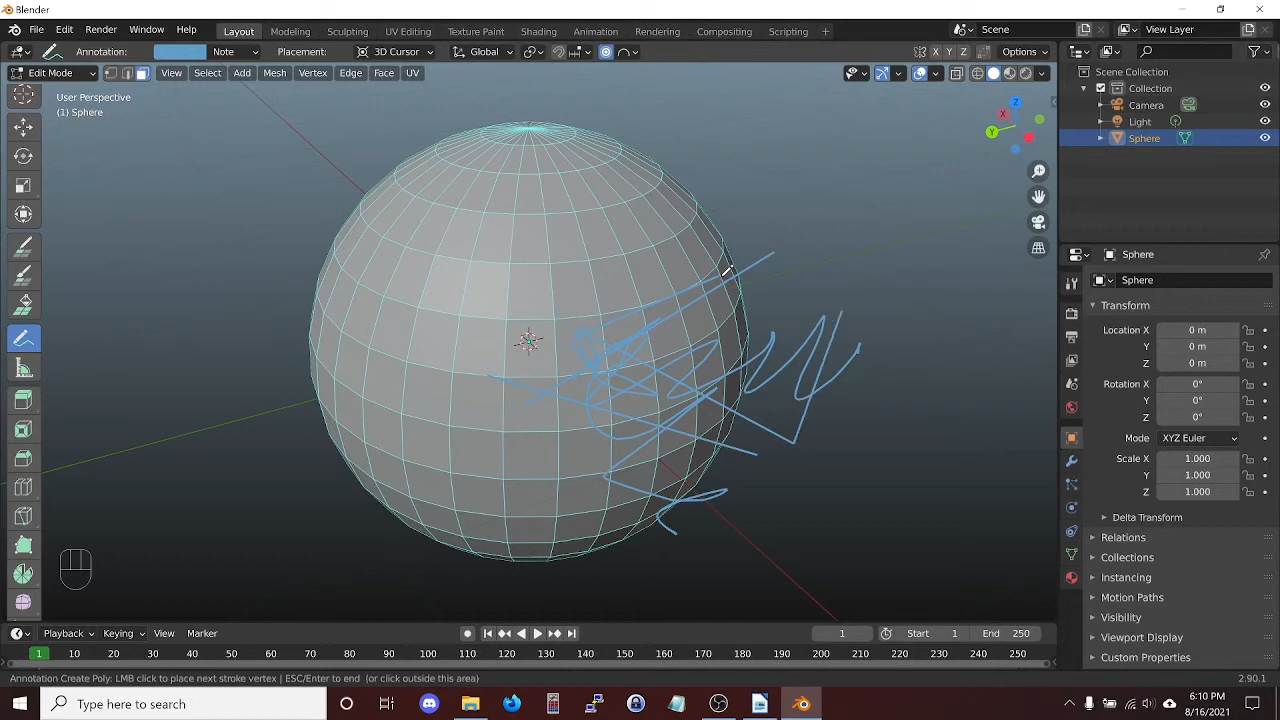 Blender
File Edit Render Window Help Layout Modeling Sculpting UV Editing Texture Paint Shading Animation Compositing Scripting + Scene View Layer
Annotation: Note Placement: 3D Cursor Global X Y Z Options
Edit Mode View Select Add Mesh Vertex Edge Face UV
User Perspective
(1) Sphere
Z
X
Y
Scene Collection
Collection
Camera
Light
Sphere
Sphere
Sphere
Transform
Location X 0 m
Y 0 m
Z 0 m
Rotation X 0°
Y 0°
Z 0°
Mode XYZ Euler
Scale X 1.000
Y 1.000
Z 1.000
Delta Transform
Relations
Collections
Instancing
Motion Paths
Visibility
Viewport Display
Custom Properties
Playback Keying View Marker 1 Start 1 End 250
1 10 20 30 40 50 60 70 80 90 100 110 120 130 140 150 160 170 180 190 200 210 220 230 240 250
Annotation Create Poly: LMB click to place next stroke vertex | ESC/Enter to end (or click outside this area) 2.90.1
Type here to search
6:10 PM
8/16/2021